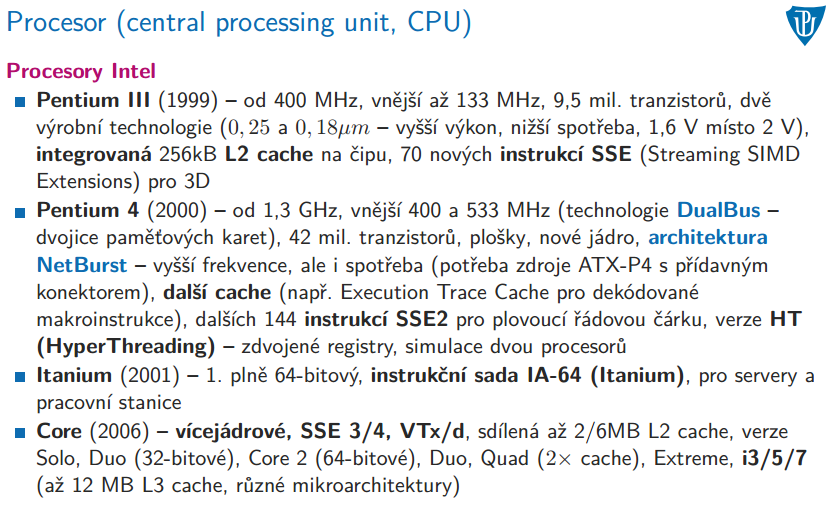 Procesor (central processing unit, CPU)
Procesory Intel
Pentium III (1999) – od 400 MHz, vnější až 133 MHz, 9,5 mil. tranzistorů, dvě
výrobní technologie (0, 25 a 0, 18μm – vyšší výkon, nižší spotřeba, 1,6 V místo 2 V),
integrovaná 256kB L2 cache na čipu, 70 nových instrukcí SSE (Streaming SIMD
Extensions) pro 3D
Pentium 4 (2000) – od 1,3 GHz, vnější 400 a 533 MHz (technologie DualBus –
dvojice paměťových karet), 42 mil. tranzistorů, plošky, nové jádro, architektura
NetBurst – vyšší frekvence, ale i spotřeba (potřeba zdroje ATX-P4 s přídavným
konektorem), další cache (např. Execution Trace Cache pro dekódované
makroinstrukce), dalších 144 instrukcí SSE2 pro plovoucí řádovou čárku, verze HT
(HyperThreading) – zdvojené registry, simulace dvou procesorů
Itanium (2001) – 1. plně 64-bitový, instrukční sada IA-64 (Itanium), pro servery a
pracovní stanice
Core (2006) – vícejádrové, SSE 3/4, VTx/d, sdílená až 2/6MB L2 cache, verze
Solo, Duo (32-bitové), Core 2 (64-bitové), Duo, Quad (2× cache), Extreme, i3/5/7
(až 12 MB L3 cache, různé mikroarchitektury)